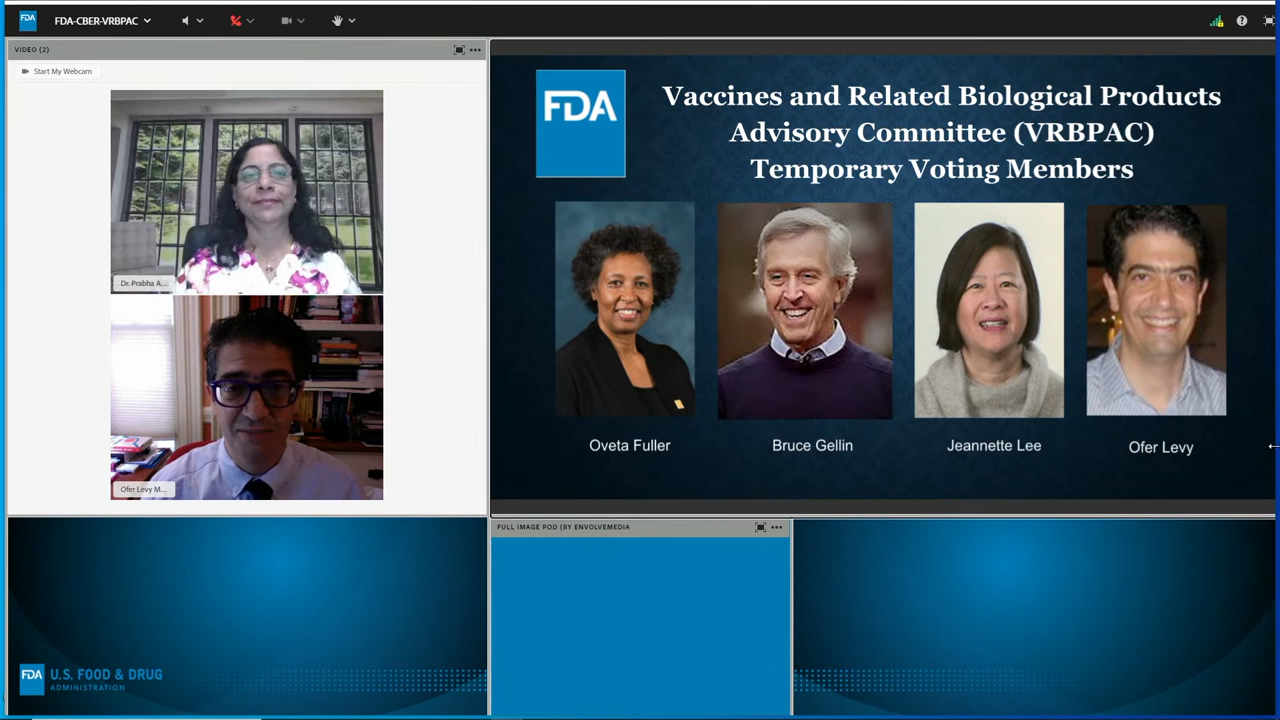 FDA
FDA-CBER-VRBPAC
VIDEO (2)
Start My Webcam
Dr. Prabha A...
Ofer Levy M...
FDA
Vaccines and Related Biological Products
Advisory Committee (VRBPAC)
Temporary Voting Members
Oveta Fuller
Bruce Gellin
Jeannette Lee
Ofer Levy
FULL IMAGE POD (BY ENVOLVEMEDIA
FDA
U.S. FOOD & DRUG
ADMINISTRATION